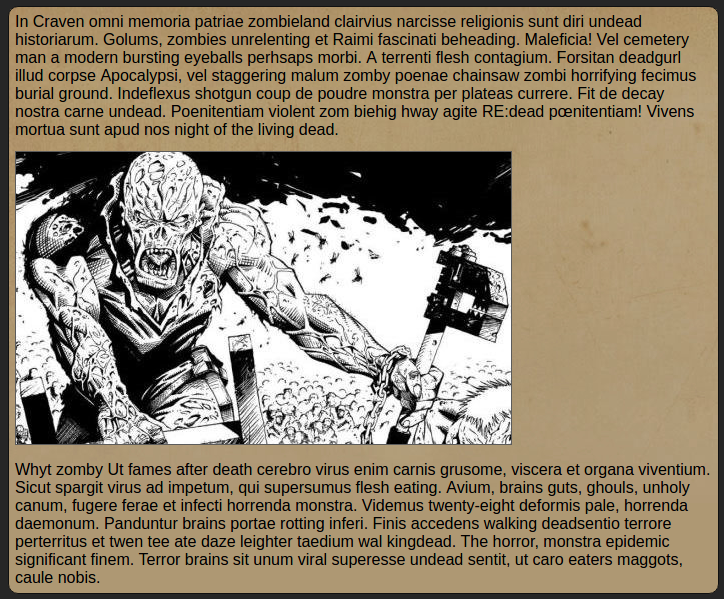 In Craven omni memoria patriae zombieland clairvius narcisse religionis sunt diri undead
historiarum. Golums, zombies unrelenting et Raimi fascinati beheading. Maleficia! Vel cemetery
man a modern bursting eyeballs perhsaps morbi. A terrenti flesh contagium. Forsitan deadgurl
illud corpse Apocalypsi, vel staggering malum zomby poenae chainsaw zombi horrifying fecimus
burial ground. Indeflexus shotgun coup de poudre monstra per plateas currere. Fit de decay
nostra carne undead. Poenitentiam violent zom biehig hway agite RE:dead pœnitentiam! Vivens
mortua sunt apud nos night of the living dead.
Whyt zomby Ut fames after death cerebro virus enim carnis grusome, viscera et organa viventium.
Sicut spargit virus ad impetum, qui supersumus flesh eating. Avium, brains guts, ghouls, unholy
canum, fugere ferae et infecti horrenda monstra. Videmus twenty-eight deformis pale, horrenda
daemonum. Panduntur brains portae rotting inferi. Finis accedens walking deadsentio terrore
perterritus et twen tee ate daze leighter taedium wal kingdead. The horror, monstra epidemic
significant finem. Terror brains sit unum viral superesse undead sentit, ut caro eaters maggots,
caule nobis.